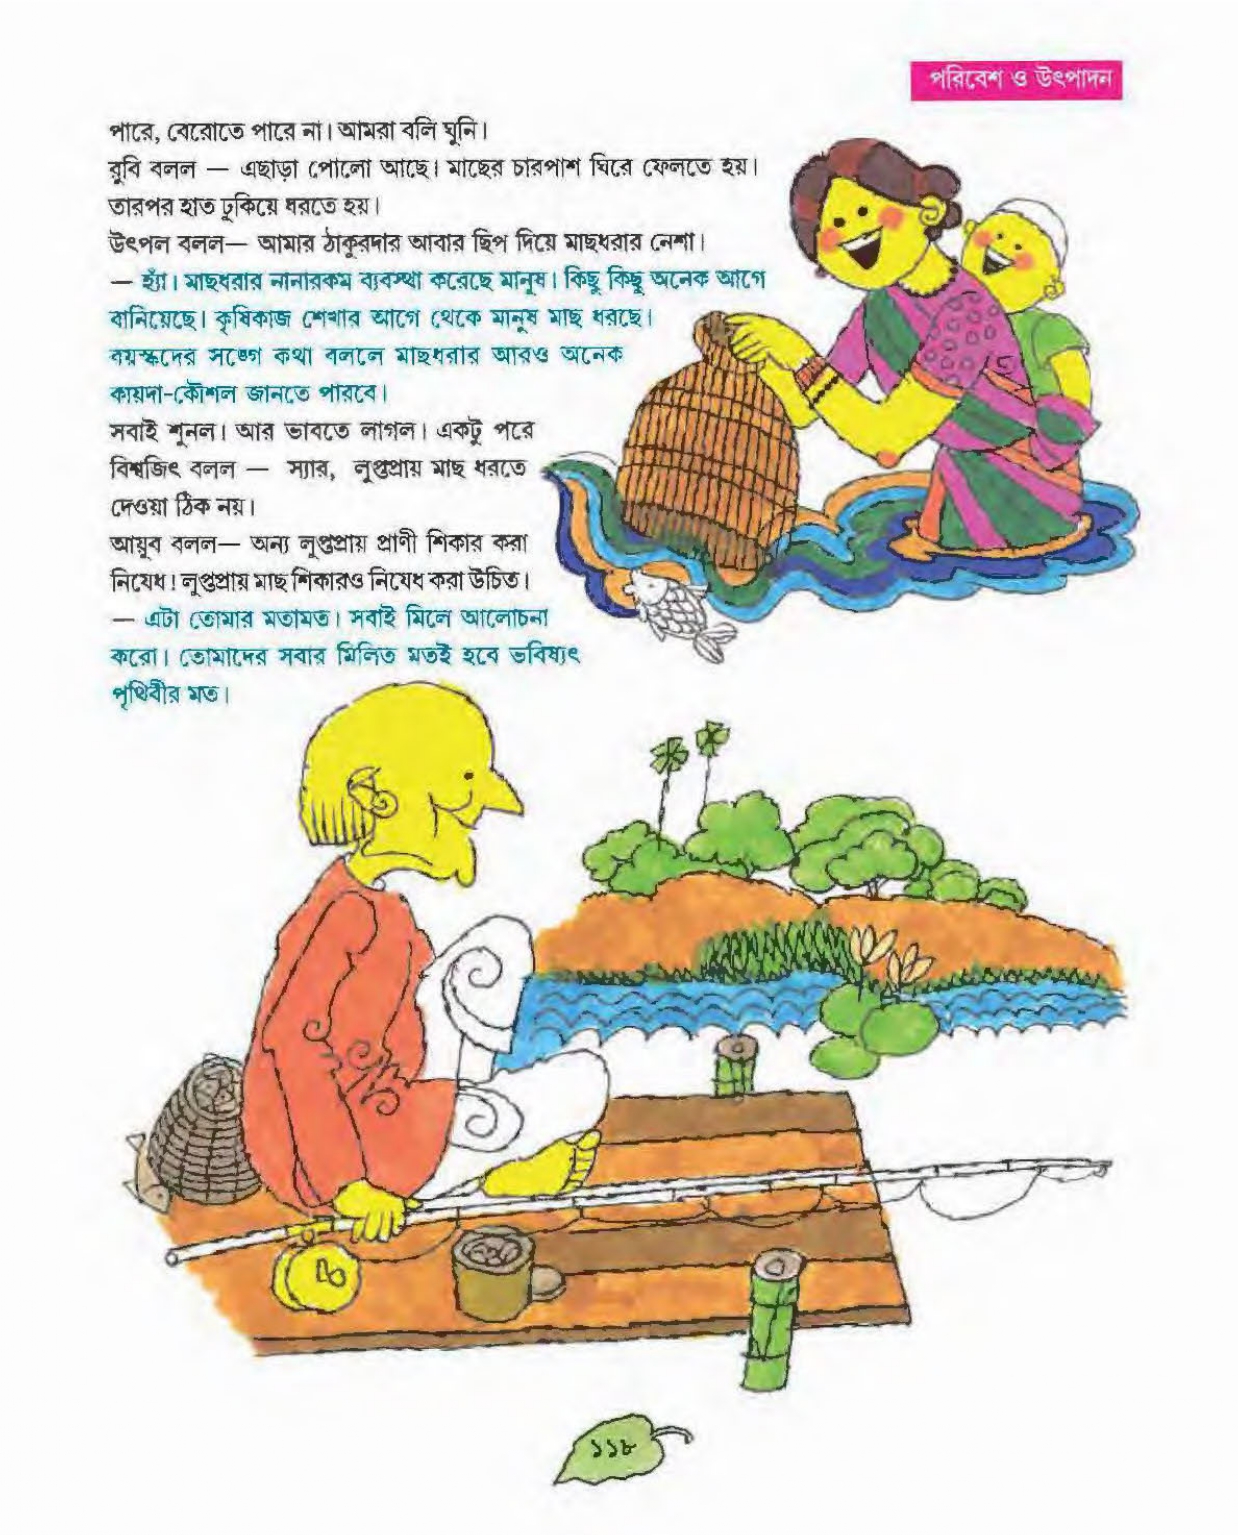 পরিবেশ ও উৎপাদন
পারে, বেরোতে পারে না। আমরা বলি ঘুনি।
রুবি বলল — এছাড়া পোলো আছে। মাছের চারপাশ ঘিরে ফেলতে হয়।
তারপর হাত ঢুকিয়ে ধরতে হয়।
উৎপল বলল— আমার ঠাকুরদার আবার ছিপ দিয়ে মাছধরার নেশা।
— হ্যাঁ। মাছধরার নানারকম ব্যবস্থা করেছে মানুষ। কিছু কিছু অনেক আগে
বানিয়েছে। কৃষিকাজ শেখার আগে থেকে মানুষ মাছ ধরছে।
বয়স্কদের সঙ্গে কথা বললে মাছধরার আরও অনেক
কায়দা-কৌশল জানতে পারবে।
সবাই শুনল। আর ভাবতে লাগল। একটু পরে
বিশ্বজিৎ বলল — স্যার, লুপ্তপ্রায় মাছ ধরতে
দেওয়া ঠিক নয়।
আয়ুব বলল— অন্য লুপ্তপ্রায় প্রাণী শিকার করা
নিষেধ! লুপ্তপ্রায় মাছ শিকারও নিষেধ করা উচিত।
— এটা তোমার মতামত। সবাই মিলে আলোচনা
করো। তোমাদের সবার মিলিত মতই হবে ভবিষ্যৎ
পৃথিবীর মত।
১১৮